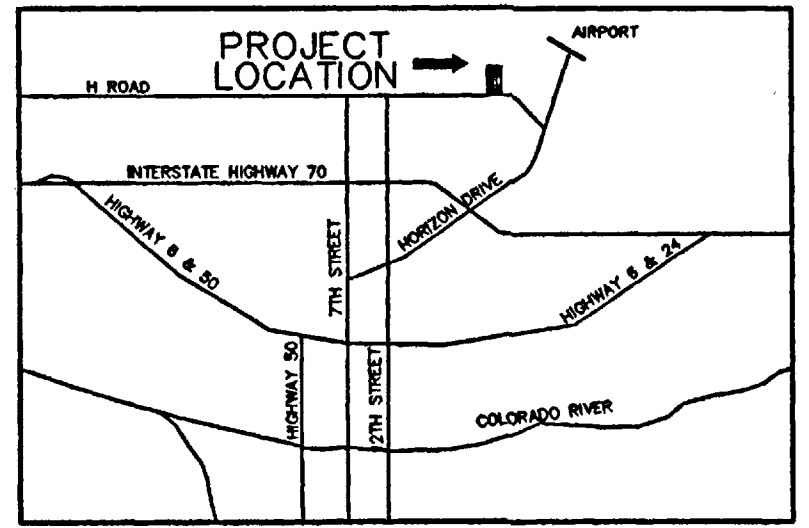 AIRPORT
PROJECT
LOCATION
H ROAD
INTERSTATE HIGHWAY 70
HIGHWAY 6 & 50
HORIZON DRIVE
7TH STREET
HIGHWAY 6 & 24
HIGHWAY 50
12TH STREET
COLORADO RIVER